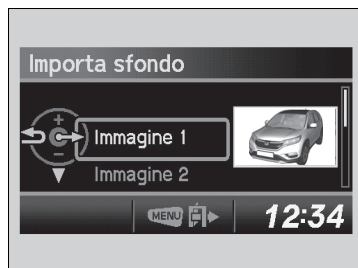 Importa sfondo
+
Immagine 1
−
Immagine 2
MENU
12:34